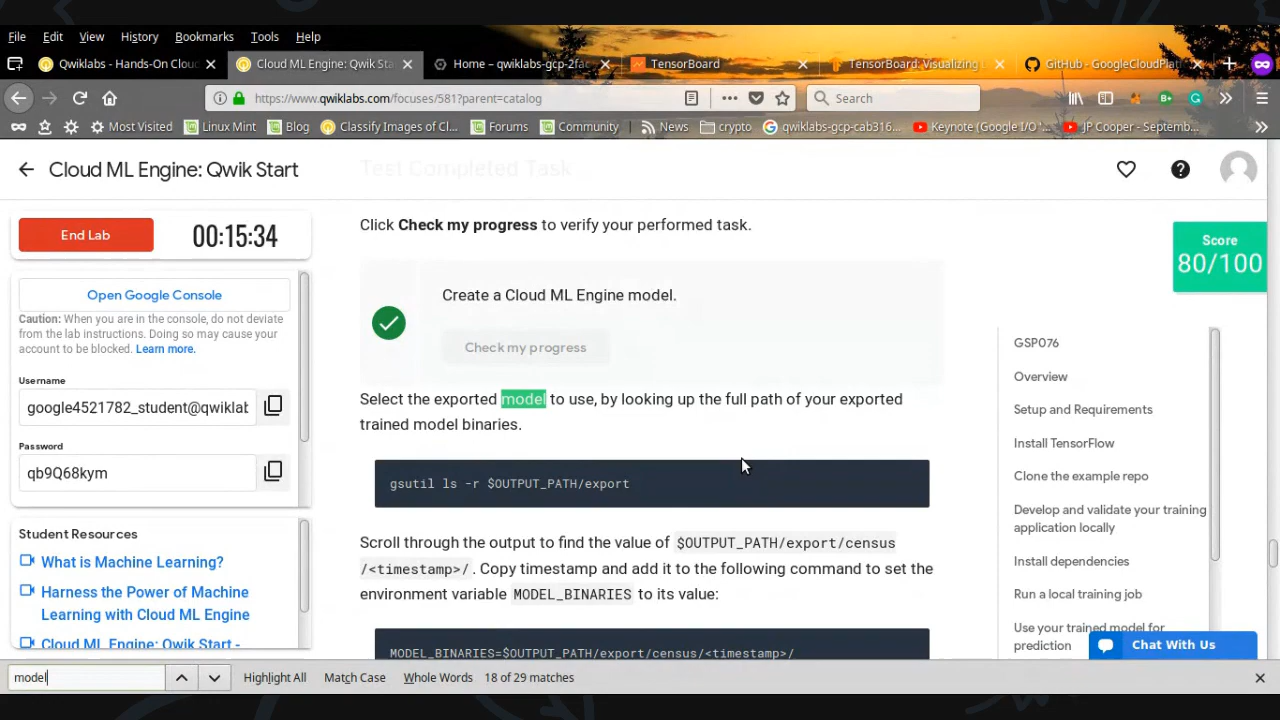 File Edit View History Bookmarks Tools Help
Qwiklabs - Hands-On Cloud
Cloud ML Engine: Qwik Sta
Home – qwiklabs-gcp-2fac
TensorBoard
TensorBoard: Visualizing L
GitHub - GoogleCloudPlat
https://www.qwiklabs.com/focuses/581?parent=catalog
Search
Most Visited
Linux Mint
Blog
Classify Images of Cl...
Forums
Community
News
crypto
qwiklabs-gcp-cab316...
Keynote (Google I/O '...
JP Cooper - Septemb...
Cloud ML Engine: Qwik Start
Test Completed Task
End Lab
00:15:34
Open Google Console
Caution: When you are in the console, do not deviate
from the lab instructions. Doing so may cause your
account to be blocked. Learn more.
Username
google4521782_student@qwiklab
Password
qb9Q68kym
Student Resources
What is Machine Learning?
Harness the Power of Machine
Learning with Cloud ML Engine
Cloud ML Engine: Qwik Start -
Click Check my progress to verify your performed task.
Create a Cloud ML Engine model.
Check my progress
Select the exported model to use, by looking up the full path of your exported
trained model binaries.
gsutil ls -r $OUTPUT_PATH/export
Scroll through the output to find the value of $OUTPUT_PATH/export/census
/<timestamp>/. Copy timestamp and add it to the following command to set the
environment variable MODEL_BINARIES to its value:
MODEL_BINARIES=$OUTPUT_PATH/export/census/<timestamp>/
Score
80/100
GSP076
Overview
Setup and Requirements
Install TensorFlow
Clone the example repo
Develop and validate your training
application locally
Install dependencies
Run a local training job
Use your trained model for
prediction
Chat With Us
model
Highlight All
Match Case
Whole Words
18 of 29 matches